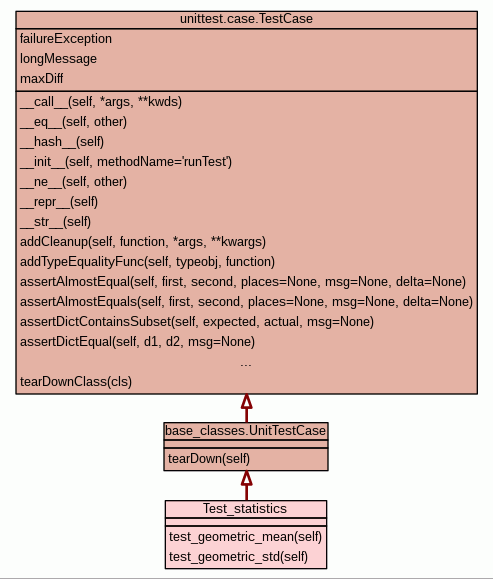 unittest.case.TestCase
failureException
longMessage
maxDiff
__call__(self, *args, **kwds)
__eq__(self, other)
__hash__(self)
__init__(self, methodName='runTest')
__ne__(self, other)
__repr__(self)
__str__(self)
addCleanup(self, function, *args, **kwargs)
addTypeEqualityFunc(self, typeobj, function)
assertAlmostEqual(self, first, second, places=None, msg=None, delta=None)
assertAlmostEquals(self, first, second, places=None, msg=None, delta=None)
assertDictContainsSubset(self, expected, actual, msg=None)
assertDictEqual(self, d1, d2, msg=None)
...
tearDownClass(cls)
base_classes.UnitTestCase
tearDown(self)
Test_statistics
test_geometric_mean(self)
test_geometric_std(self)